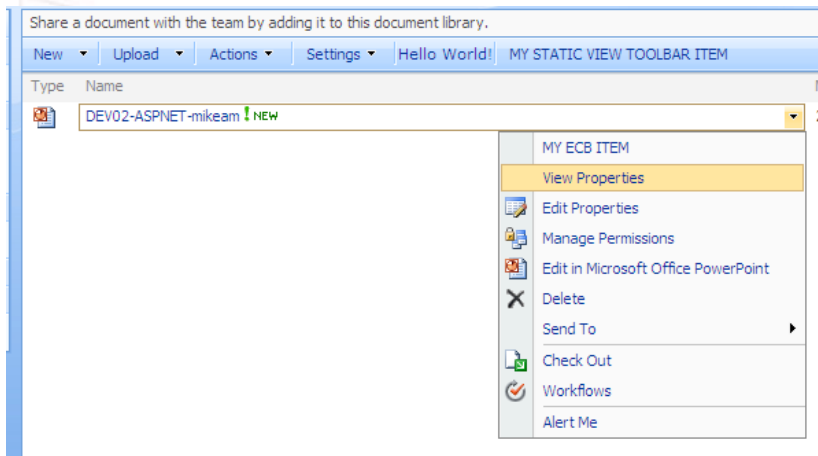 Share a document with the team by adding it to this document library.
New Upload Actions Settings Hello World! MY STATIC VIEW TOOLBAR ITEM
Type Name
DEV02-ASPNET-mikeam ! NEW
MY ECB ITEM
View Properties
Edit Properties
Manage Permissions
Edit in Microsoft Office PowerPoint
Delete
Send To
Check Out
Workflows
Alert Me